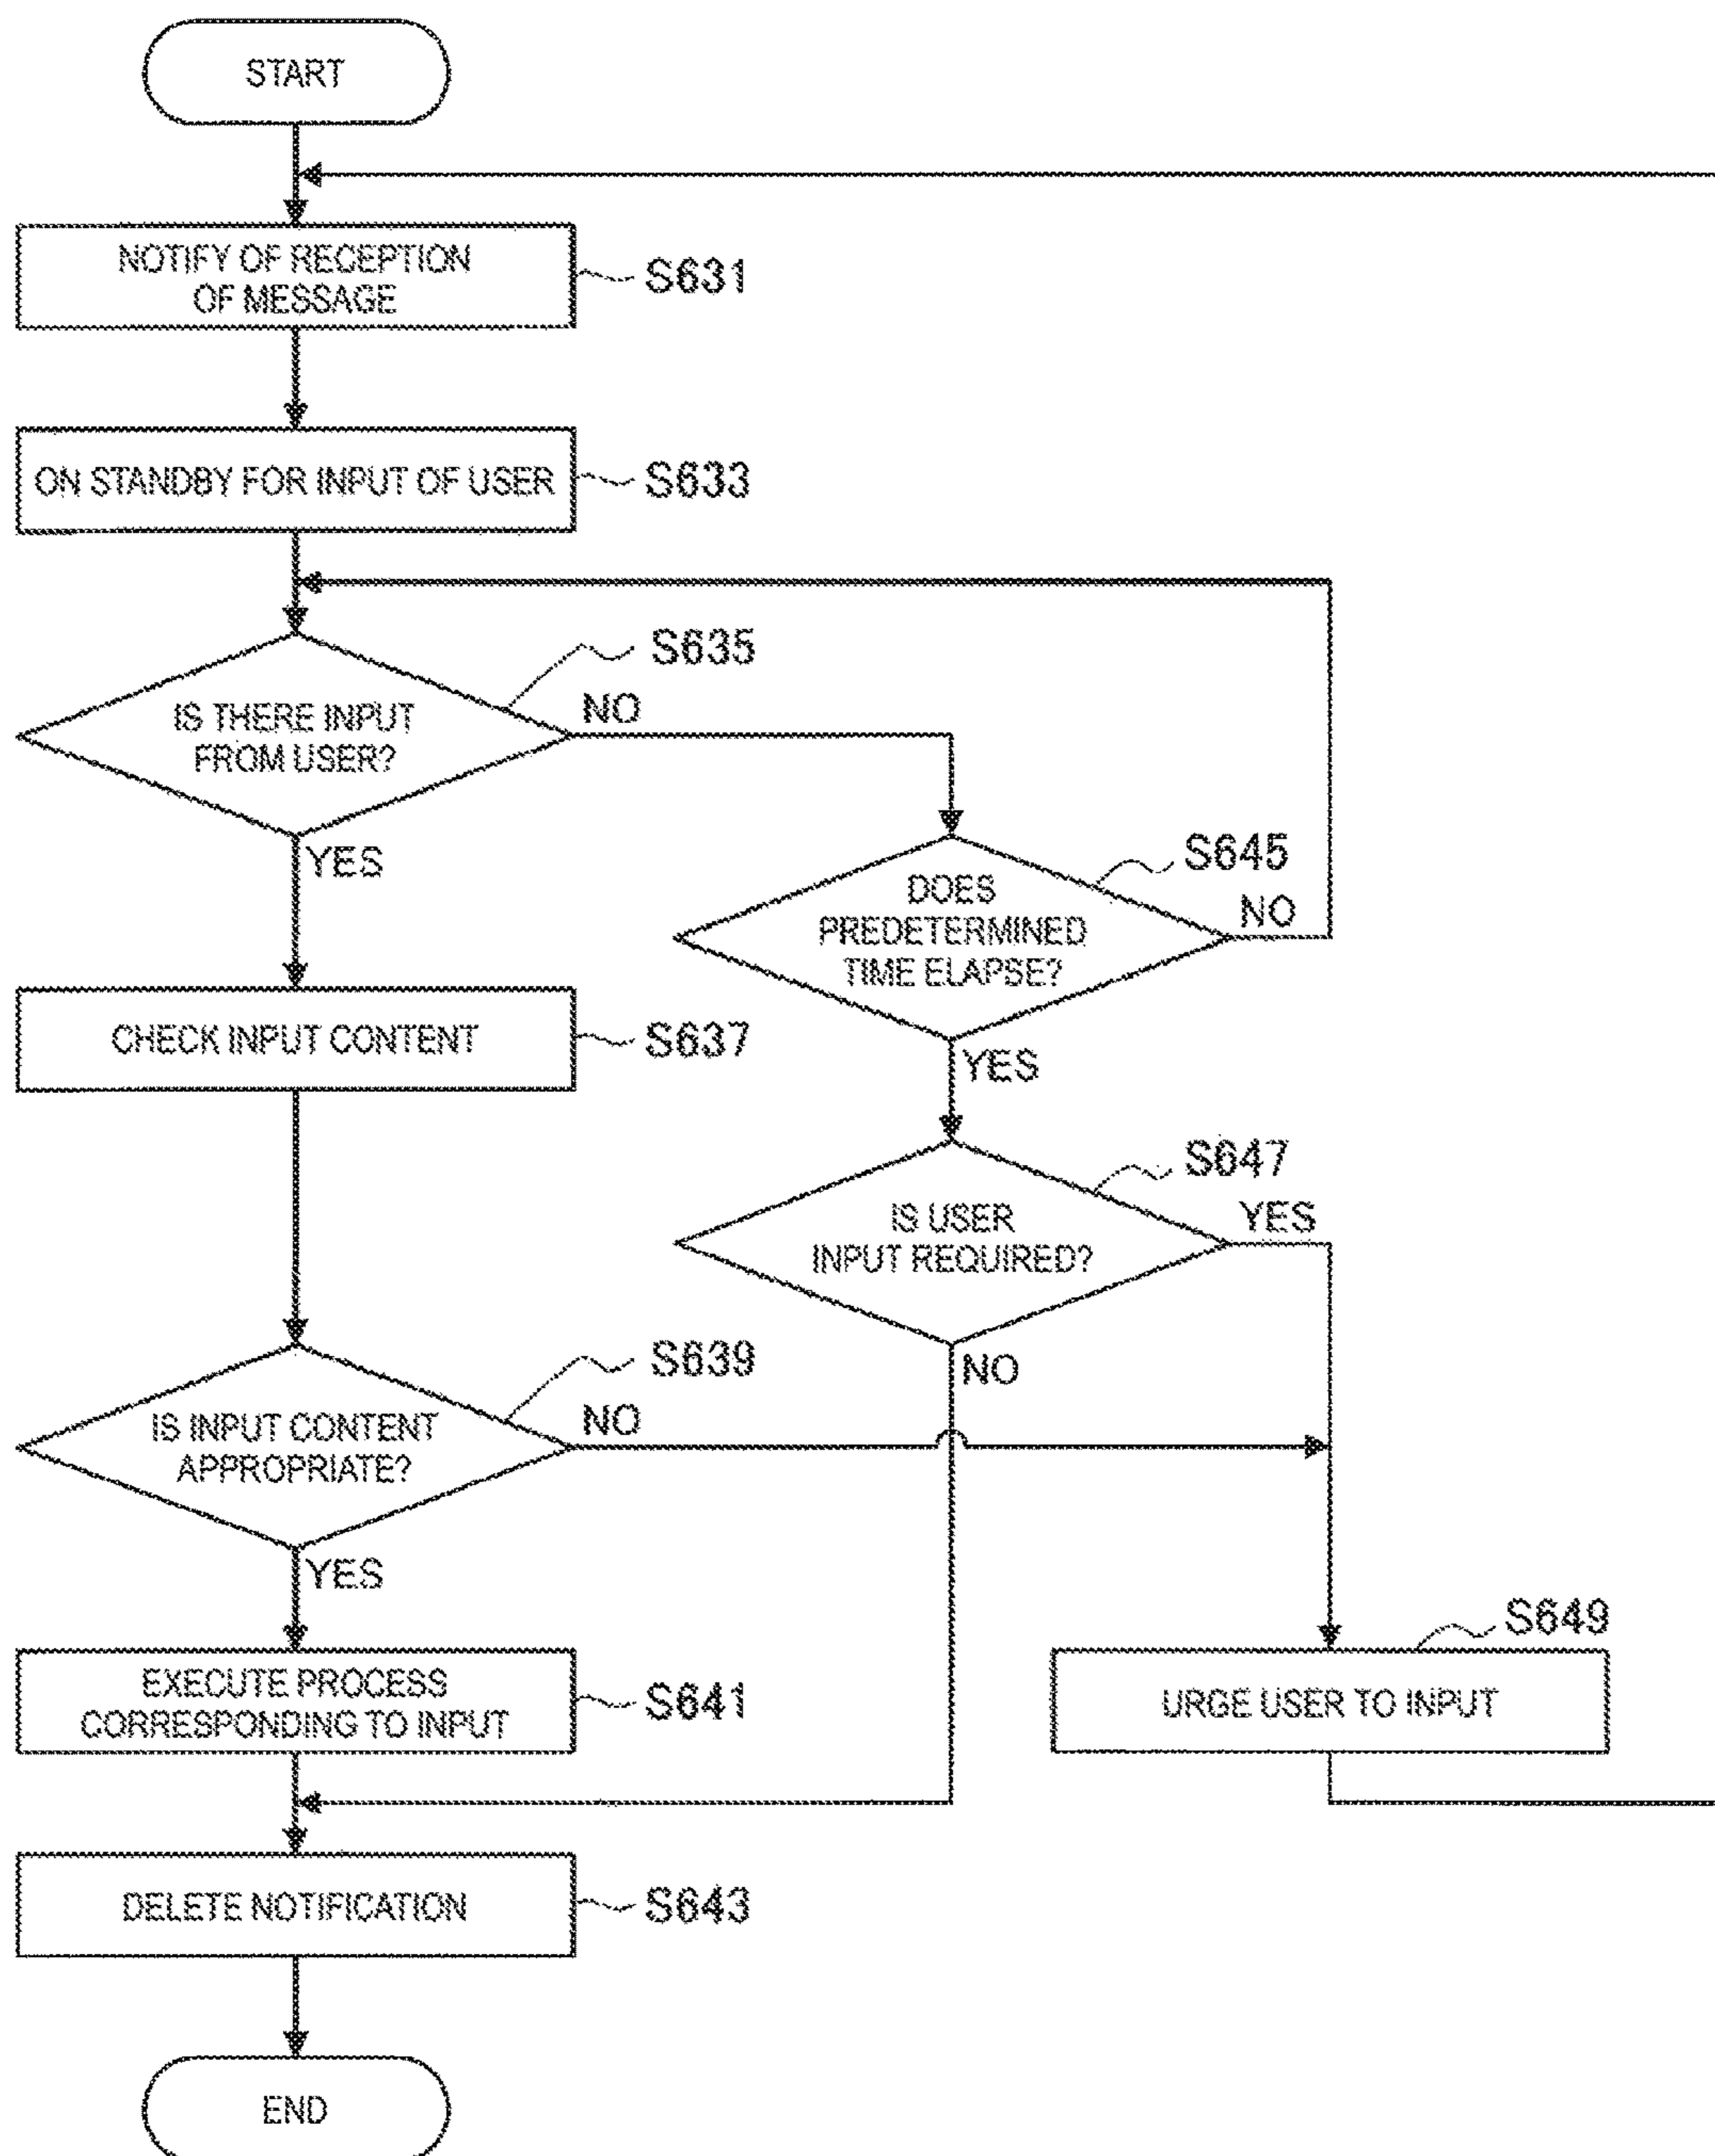 START
NOTIFY OF RECEPTION
OF MESSAGE
S631
ON STANDBY FOR INPUT OF USER
S633
S635
IS THERE INPUT
FROM USER?
NO
YES
S645
DOES
PREDETERMINED
TIME ELAPSE?
NO
YES
CHECK INPUT CONTENT
S637
S647
IS USER
INPUT REQUIRED?
YES
NO
S639
IS INPUT CONTENT
APPROPRIATE?
NO
YES
EXECUTE PROCESS
CORRESPONDING TO INPUT
S641
S649
URGE USER TO INPUT
DELETE NOTIFICATION
S643
END